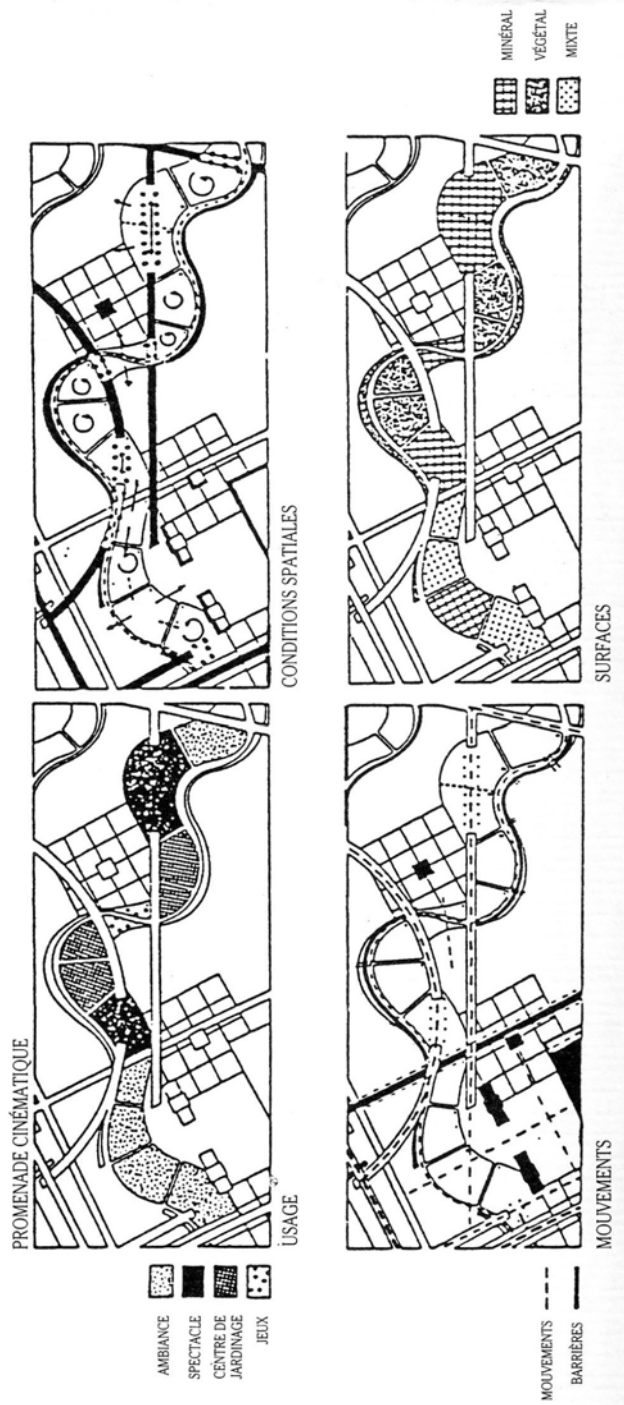 PROMENADE CINÉMATIQUE
AMBIANCE
SPECTACLE
CENTRE DE
JARDINAGE
JEUX
USAGE
CONDITIONS SPATIALES
MOUVEMENTS
BARRIÈRES
MOUVEMENTS
SURFACES
MINÉRAL
VÉGÉTAL
MIXTE